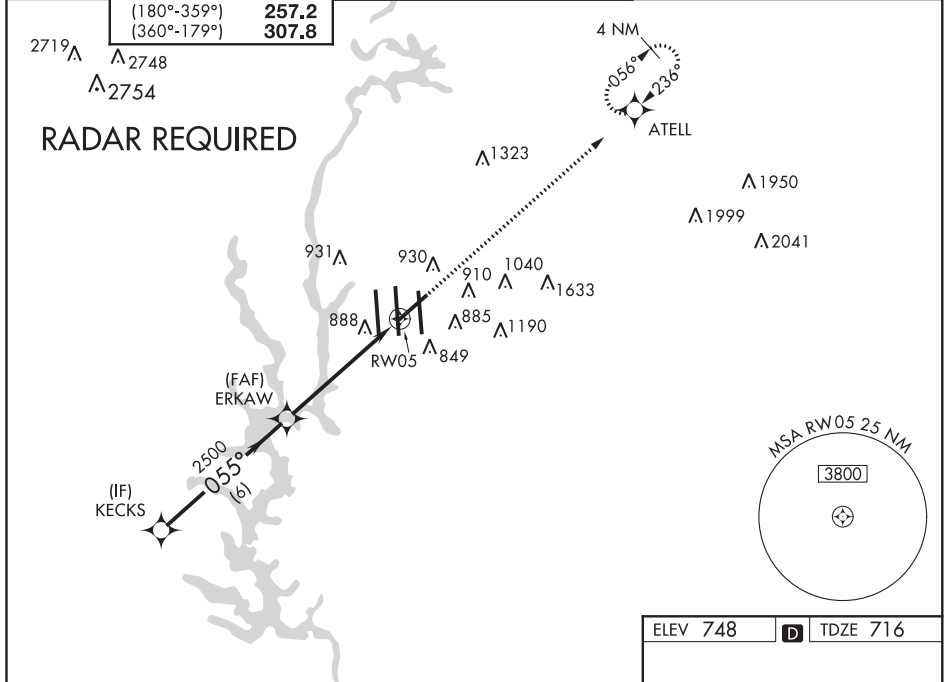 (180°-359°) 257.2
(360°-179°) 307.8
2719
2748
2754
RADAR REQUIRED
4 NM
056°
236°
ATELL
1323
1950
1999
2041
931
930
910
1040
1633
888
885
1190
RW05
849
(FAF)
ERKAW
2500
055°
(6)
(IF)
KECKS
MSA RW05 25 NM
3800
ELEV 748
D
TDZE 716